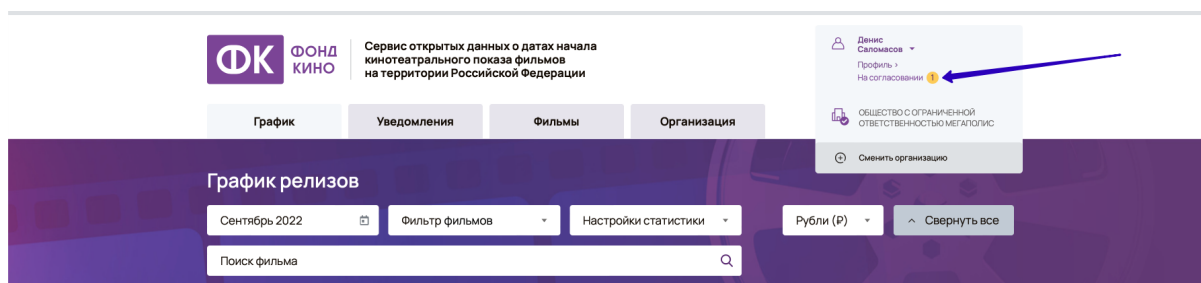 ФК ФОНД
КИНО
Сервис открытых данных о датах начала
кинотеатрального показа фильмов
на территории Российской Федерации
Денис
Саломасов
Профиль >
На согласовании 1
ОБЩЕСТВО С ОГРАНИЧЕННОЙ
ОТВЕТСТВЕННОСТЬЮ МЕГАПОЛИС
Сменить организацию
График
Уведомления
Фильмы
Организация
График релизов
Сентябрь 2022
Фильтр фильмов
Настройки статистики
Рубли (₽)
Свернуть все
Поиск фильма